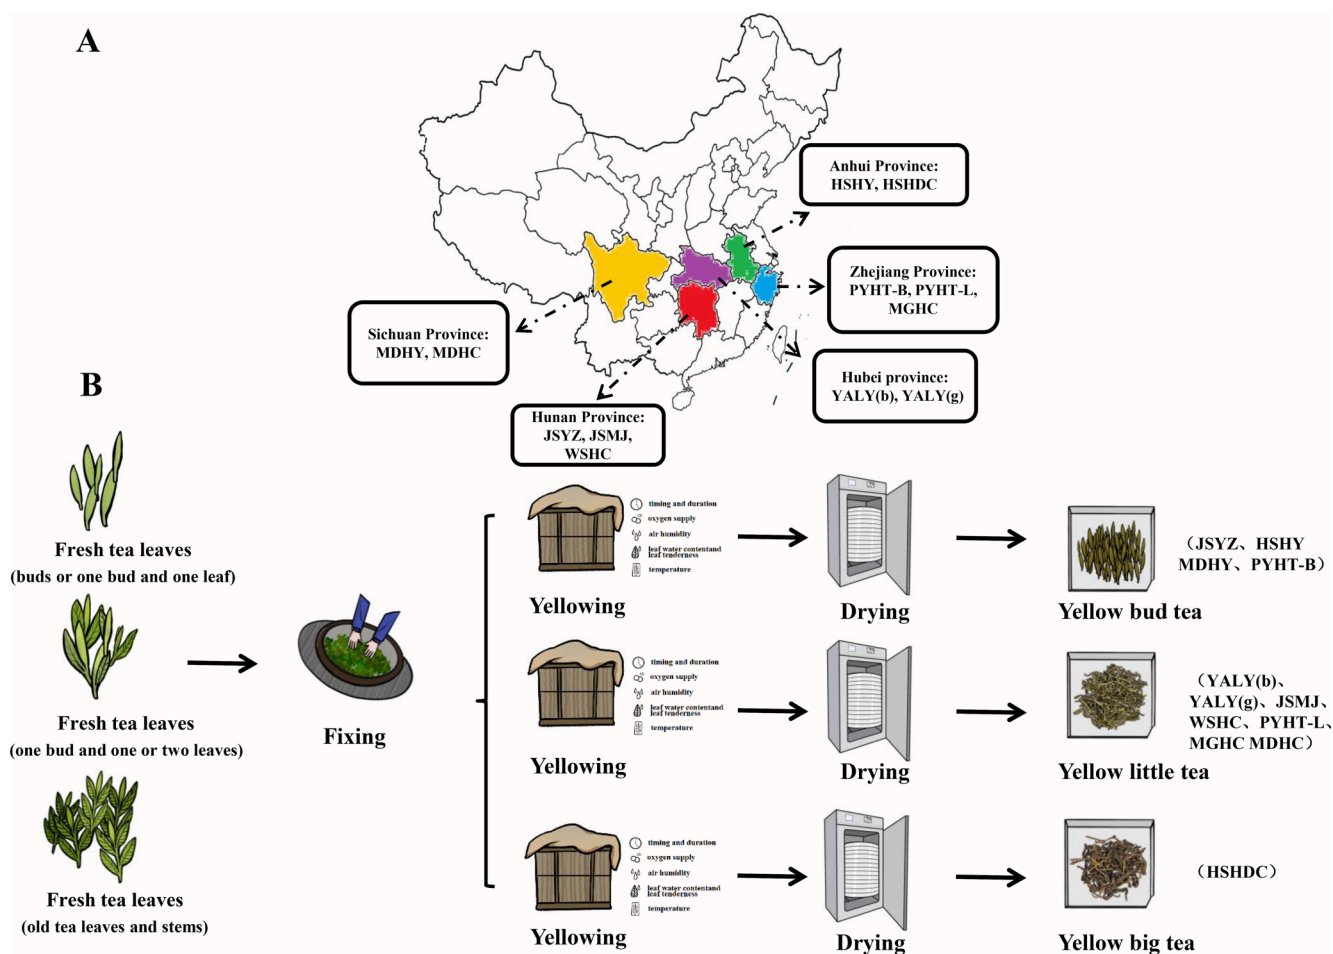 A
Anhui Province:
HSHY, HSHDC
Zhejiang Province:
PYHT-B, PYHT-L,
MGHC
Sichuan Province:
MDHY, MDHC
Hubei province:
YALY(b), YALY(g)
Hunan Province:
JSYZ, JSMJ,
WSHC
B
Fresh tea leaves
(buds or one bud and one leaf)
Fresh tea leaves
(one bud and one or two leaves)
Fresh tea leaves
(old tea leaves and stems)
Fixing
timing and duration
oxygen supply
air humidity
leaf water contentand
leaf tenderness
temperature
Yellowing
Drying
Yellow bud tea
（JSYZ、HSHY
MDHY、PYHT-B）
timing and duration
oxygen supply
air humidity
leaf water contentand
leaf tenderness
temperature
Yellowing
Drying
Yellow little tea
（YALY(b)、
YALY(g)、JSMJ、
WSHC、PYHT-L、
MGHC MDHC）
timing and duration
oxygen supply
air humidity
leaf water contentand
leaf tenderness
temperature
Yellowing
Drying
Yellow big tea
（HSHDC）